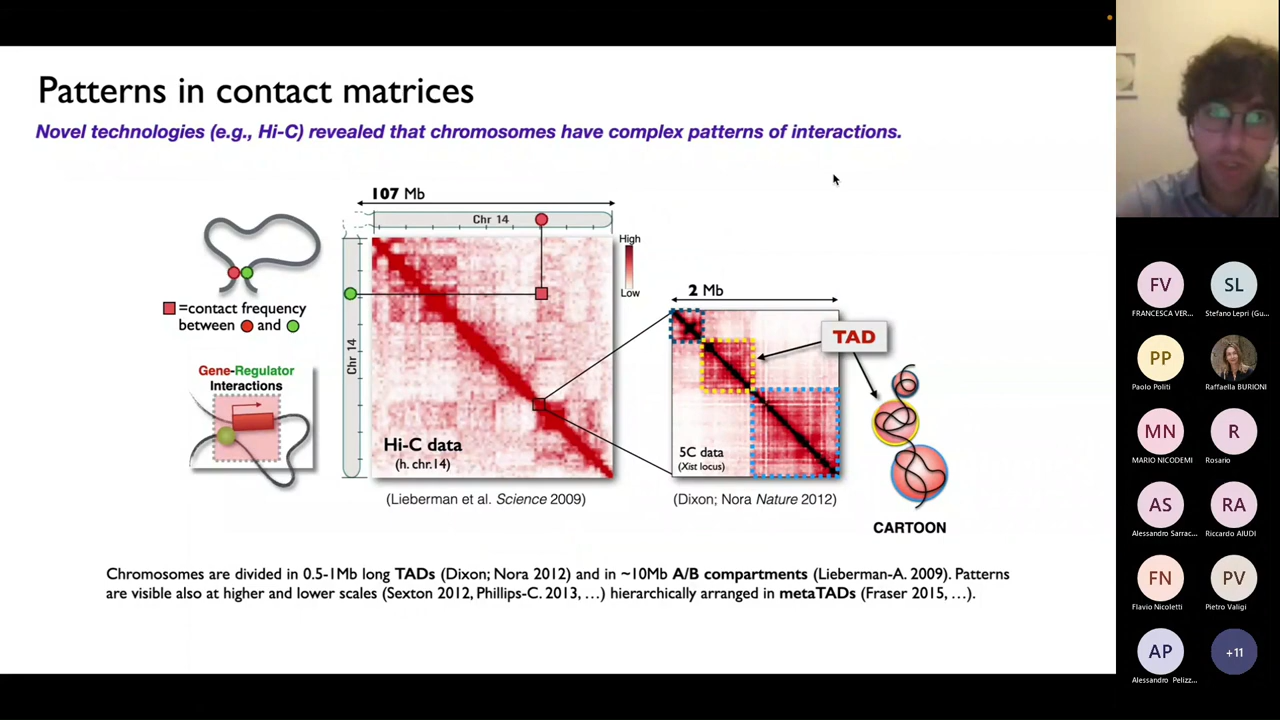 Patterns in contact matrices
Novel technologies (e.g., Hi-C) revealed that chromosomes have complex patterns of interactions.
107 Mb
Chr 14
High
Low
=contact frequency
between and
Chr 14
Gene-Regulator
Interactions
Hi-C data
(h. chr.14)
(Lieberman et al. Science 2009)
2 Mb
TAD
5C data
(Xist locus)
(Dixon; Nora Nature 2012)
CARTOON
Chromosomes are divided in 0.5-1Mb long TADs (Dixon; Nora 2012) and in ~10Mb A/B compartments (Lieberman-A. 2009). Patterns
are visible also at higher and lower scales (Sexton 2012, Phillips-C. 2013, …) hierarchically arranged in metaTADs (Fraser 2015, …).
FV
FRANCESCA VER...
SL
Stefano Lepri (Gu...
PP
Paolo Politi
Raffaella BURIONI
MN
MARIO NICODEMI
R
Rosario
AS
Alessandro Sarrac...
RA
Riccardo AIUDI
FN
Flavio Nicoletti
PV
Pietro Valigi
AP
Alessandro Pelizz...
+11